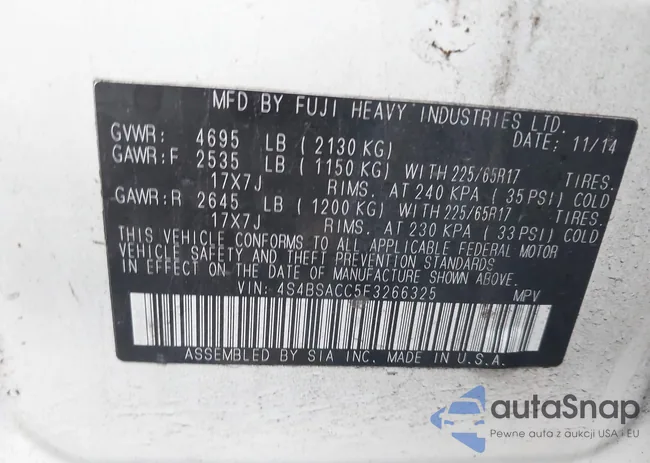 MFD BY FUJI HEAVY INDUSTRIES LTD.
GVWR: 4695 LB (2130 KG) DATE: 11/14
GAWR:F 2535 LB (1150 KG) WITH 225/65R17 TIRES.
17X7J RIMS. AT 240 KPA (35 PSI) COLD
GAWR:R 2645 LB (1200 KG) WITH 225/65R17 TIRES.
17X7J RIMS. AT 230 KPA (33 PSI) COLD
THIS VEHICLE CONFORMS TO ALL APPLICABLE FEDERAL MOTOR
VEHICLE SAFETY AND THEFT PREVENTION STANDARDS
IN EFFECT ON THE DATE OF MANUFACTURE SHOWN ABOVE.
VIN: 4S4BSACC5F3266325 MPV
ASSEMBLED BY SIA INC. MADE IN U.S.A.
autaSnap
Pewne auta z aukcji USA i EU